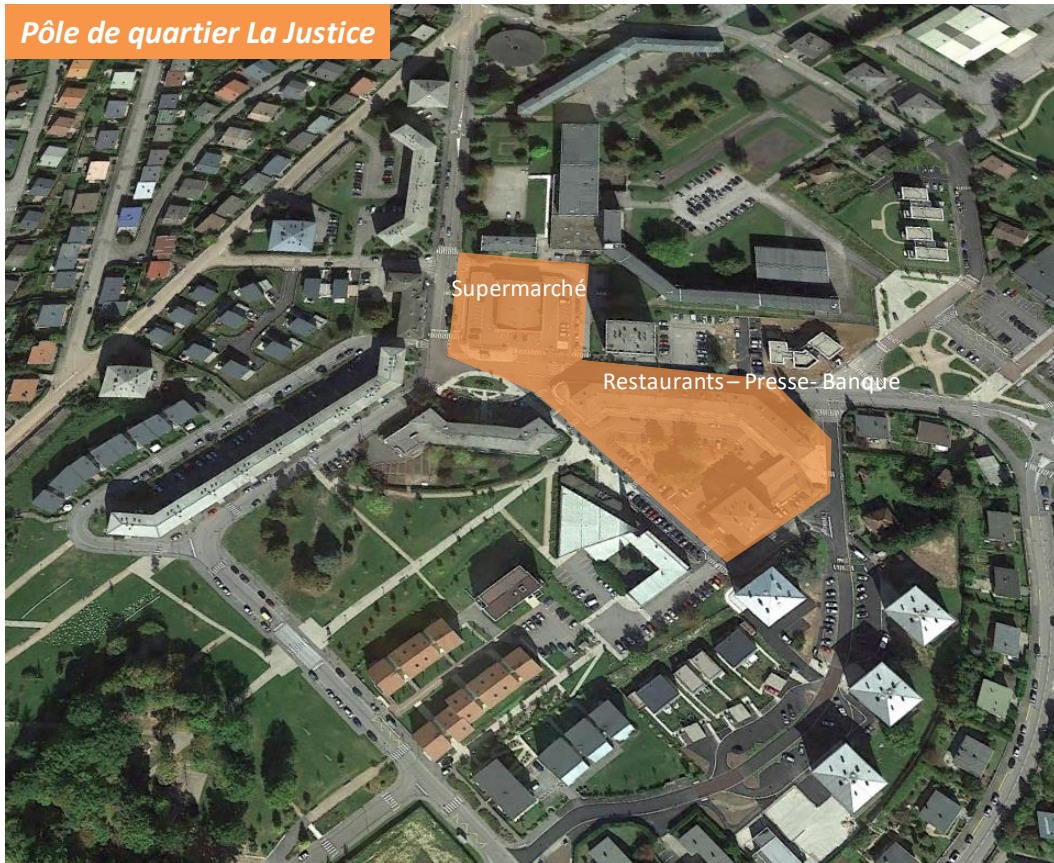 Pôle de quartier La Justice
Supermarché
Restaurants – Presse- Banque